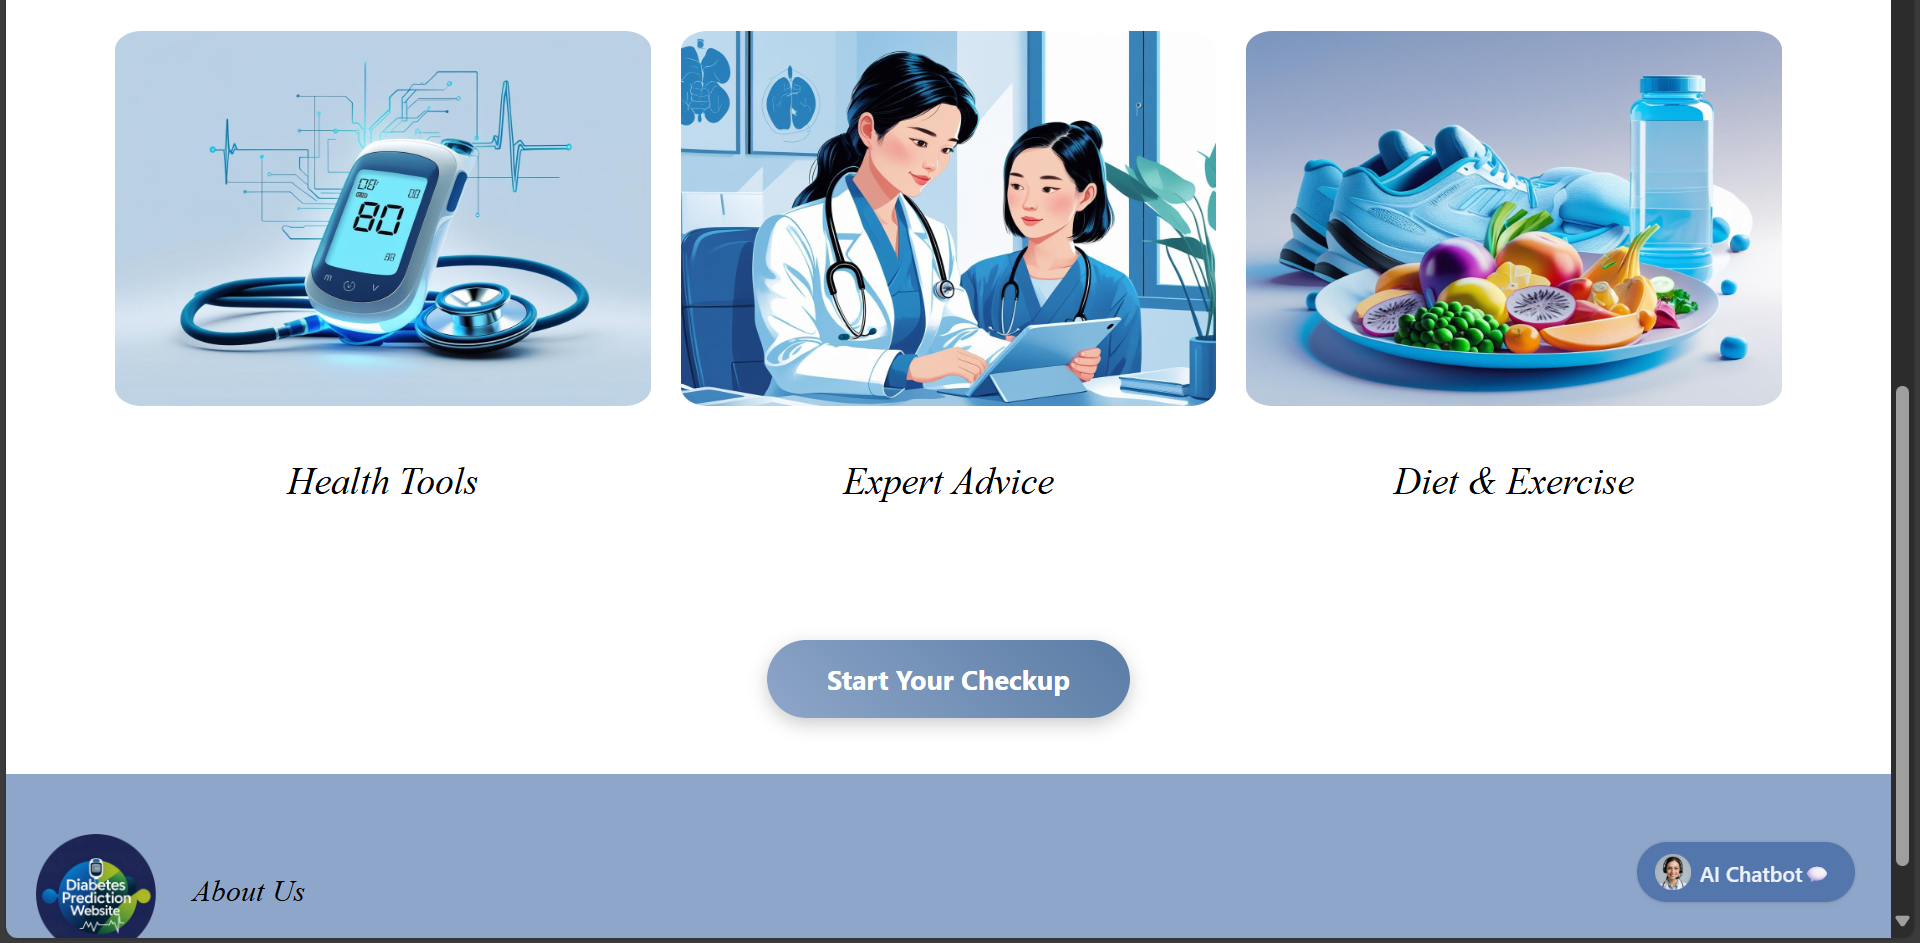 80
Health Tools
Expert Advice
Diet & Exercise
Start Your Checkup
Diabetes
Prediction
Website
About Us
AI Chatbot